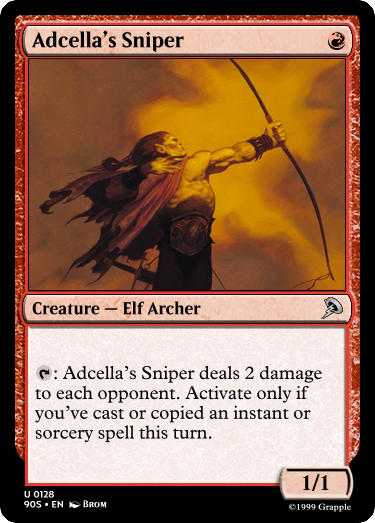 Adcella's Sniper
Creature — Elf Archer
: Adcella's Sniper deals 2 damage
to each opponent. Activate only if
you've cast or copied an instant or
sorcery spell this turn.
1/1
U 0128
90S • EN BROM
©1999 Grapple